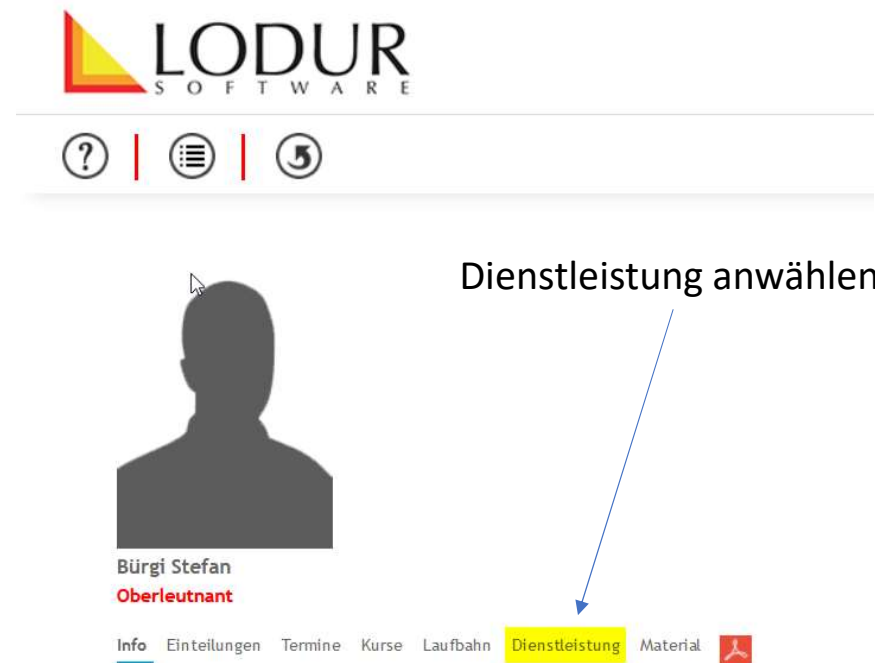 LODUR
SOFTWARE
?
Dienstleistung anwählen
Bürgi Stefan
Oberleutnant
Info Einteilungen Termine Kurse Laufbahn Dienstleistung Material